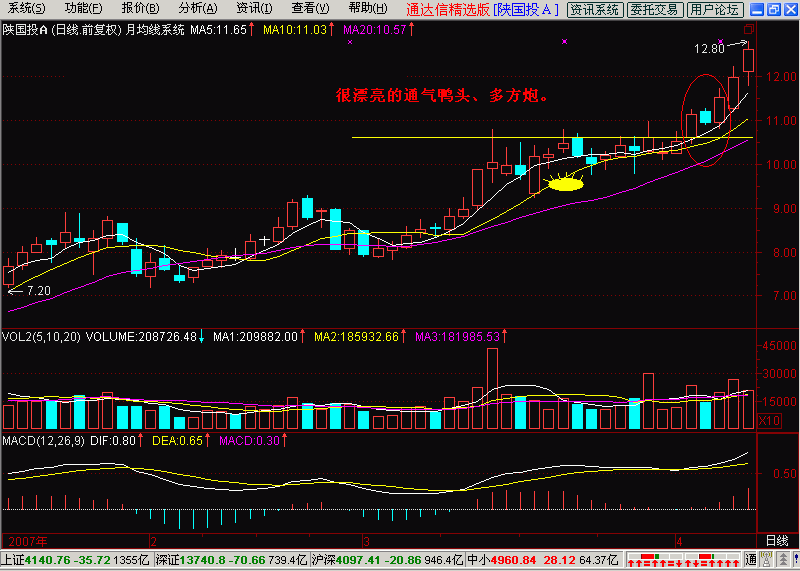 系统(S) 功能(F) 报价(B) 分析(A) 资讯(I) 查看(V) 帮助(H) 通达信精选版 [陕国投A] 资讯系统 委托交易 用户论坛
陕国投A (日线.前复权) 月均线系统 MA5:11.65↑ MA10:11.03↑ MA20:10.57↑
12.80
12.00
很漂亮的通气鸭头、多方炮。
11.00
10.00
9.00
8.00
7.20
7.00
VOL2(5,10,20) VOLUME:208726.48↓ MA1:209882.00↑ MA2:185932.66↑ MA3:181985.53↑
45000
30000
15000
X10
MACD(12,26,9) DIF:0.80↑ DEA:0.65↑ MACD:0.30↑
0.50
2007年 2 3 4 日线
上证4140.76 -35.72 1355亿 深证13740.8 -70.66 739.4亿 沪深4097.41 -20.86 946.4亿 中小4960.84 28.12 64.37亿 通